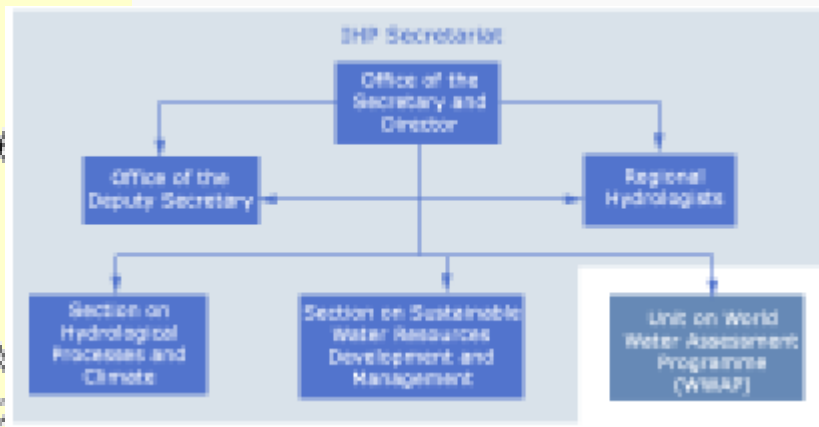 IHP Secretariat
Office of the
Secretary and
Director
Office of the
Deputy Secretary
Regional
Hydrologists
Section on
Hydrological
Processes and
Climate
Section on Sustainable
Water Resources
Development and
Management
Unit on World
Water Assessment
Programme
(WWAP)